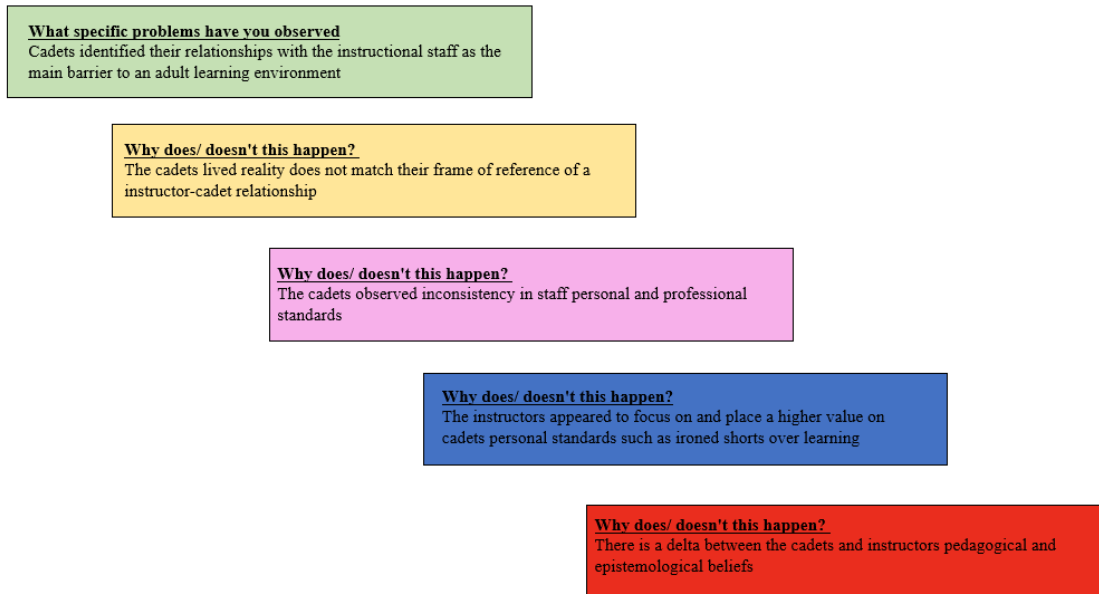 What specific problems have you observed
Cadets identified their relationships with the instructional staff as the
main barrier to an adult learning environment
Why does/ doesn't this happen?
The cadets lived reality does not match their frame of reference of a
instructor-cadet relationship
Why does/ doesn't this happen?
The cadets observed inconsistency in staff personal and professional
standards
Why does/ doesn't this happen?
The instructors appeared to focus on and place a higher value on
cadets personal standards such as ironed shorts over learning
Why does/ doesn't this happen?
There is a delta between the cadets and instructors pedagogical and
epistemological beliefs